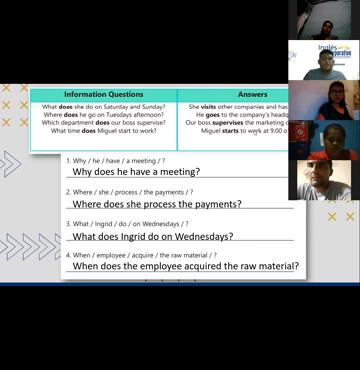 Inglés
Corporativo
Information Questions
Answers
What does she do on Saturday and Sunday?
She visits other companies and has
Where does he go on Tuesdays afternoon?
He goes to the company's headq
Which department does our boss supervise?
Our boss supervises the marketing d
What time does Miguel start to work?
Miguel starts to work at 9:00 o
1. Why / he / have / a meeting / ?
Why does he have a meeting?
2. Where / she / process / the payments / ?
Where does she process the payments?
3. What / Ingrid / do / on Wednesdays / ?
What does Ingrid do on Wednesdays?
4. When / employee / acquire / the raw material / ?
When does the employee acquired the raw material?